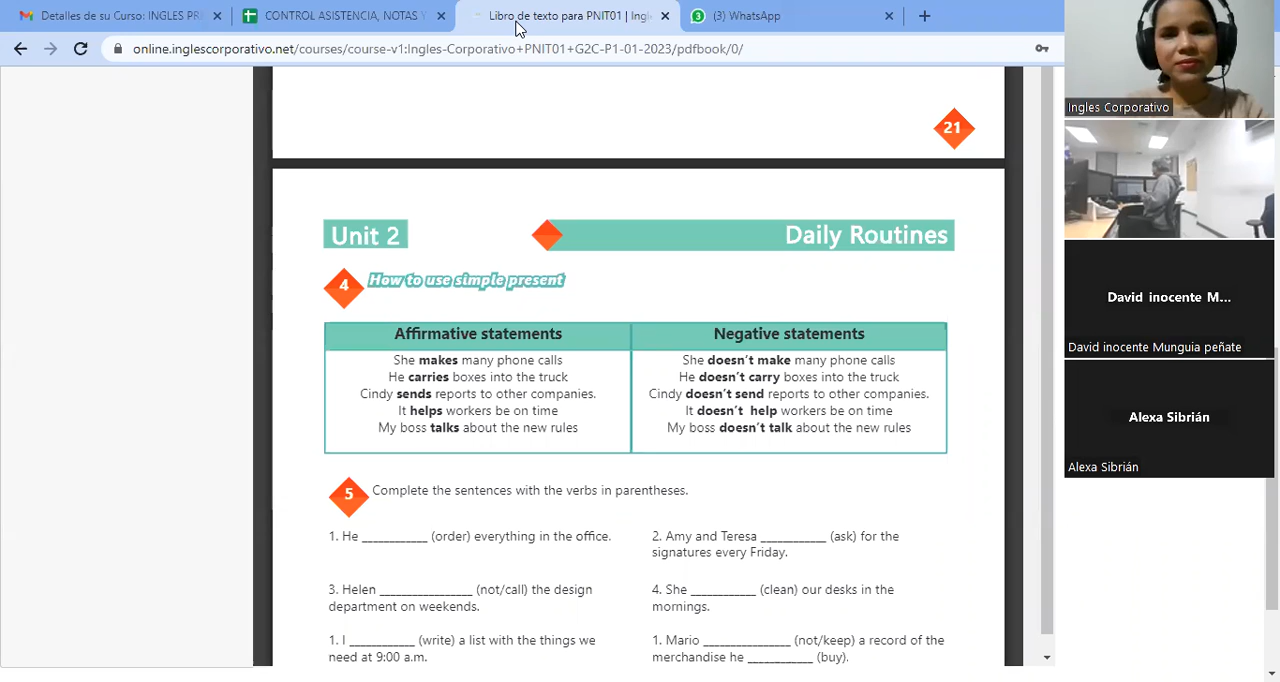 Detalles de su Curso: INGLES PRI
CONTROL ASISTENCIA, NOTAS Y
Libro de texto para PNIT01 | Ingl
(3) WhatsApp
online.inglescorporativo.net/courses/course-v1:Ingles-Corporativo+PNIT01+G2C-P1-01-2023/pdfbook/0/
Ingles Corporativo
21
Unit 2
Daily Routines
4 How to use simple present
Affirmative statements
Negative statements
She makes many phone calls
He carries boxes into the truck
Cindy sends reports to other companies.
It helps workers be on time
My boss talks about the new rules
She doesn't make many phone calls
He doesn't carry boxes into the truck
Cindy doesn't send reports to other companies.
It doesn't help workers be on time
My boss doesn't talk about the new rules
5 Complete the sentences with the verbs in parentheses.
1. He ___________ (order) everything in the office.
2. Amy and Teresa ___________ (ask) for the
signatures every Friday.
3. Helen ________________ (not/call) the design
department on weekends.
4. She ___________ (clean) our desks in the
mornings.
1. I ___________ (write) a list with the things we
need at 9:00 a.m.
1. Mario _______________ (not/keep) a record of the
merchandise he ___________ (buy).
David inocente M...
David inocente Munguia peñate
Alexa Sibrián
Alexa Sibrián